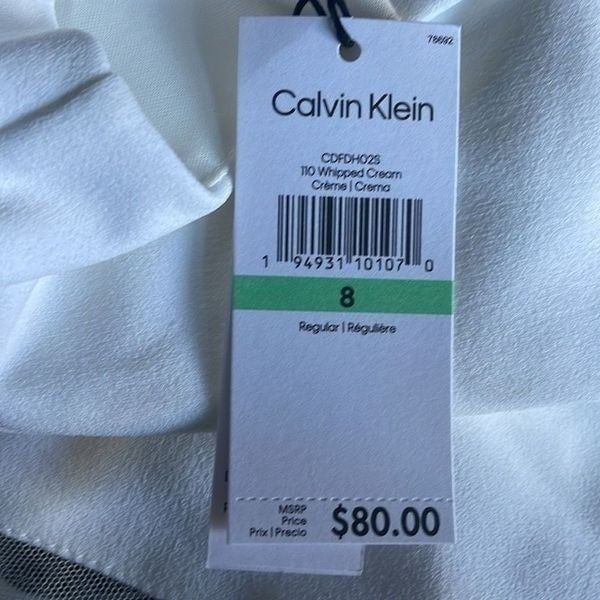 78692
Calvin Klein
CDFDH02S
110 Whipped Cream
Crème | Crema
1 94931 10107 0
8
Regular | Régulière
MSRP
Price
Prix | Precio
$80.00